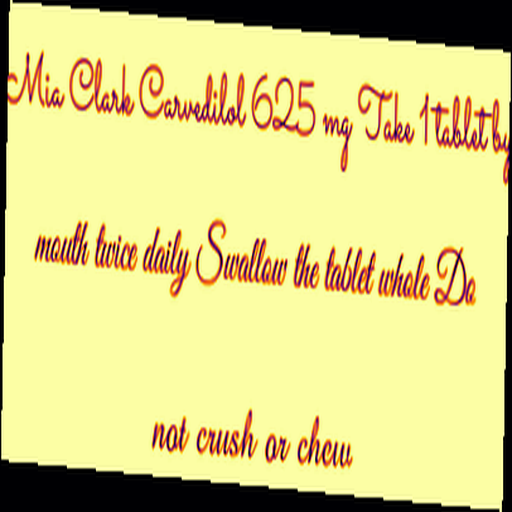 Mia Clark Carvedilol 625 mg Take 1 tablet by
mouth twice daily Swallow the tablet whole Do
not crush or chew